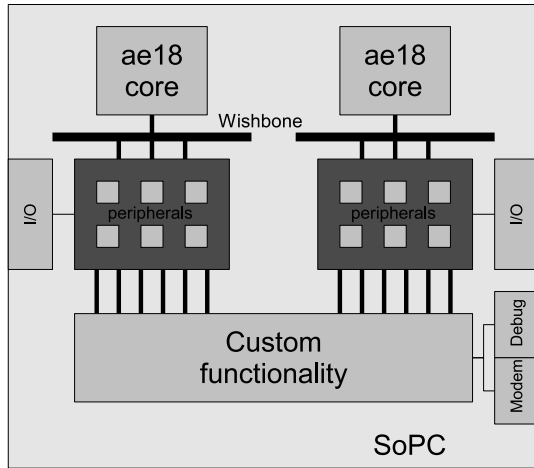 ae18
core
ae18
core
Wishbone
I/O
peripherals
peripherals
I/O
Custom
functionality
Debug
Modem
SoPC